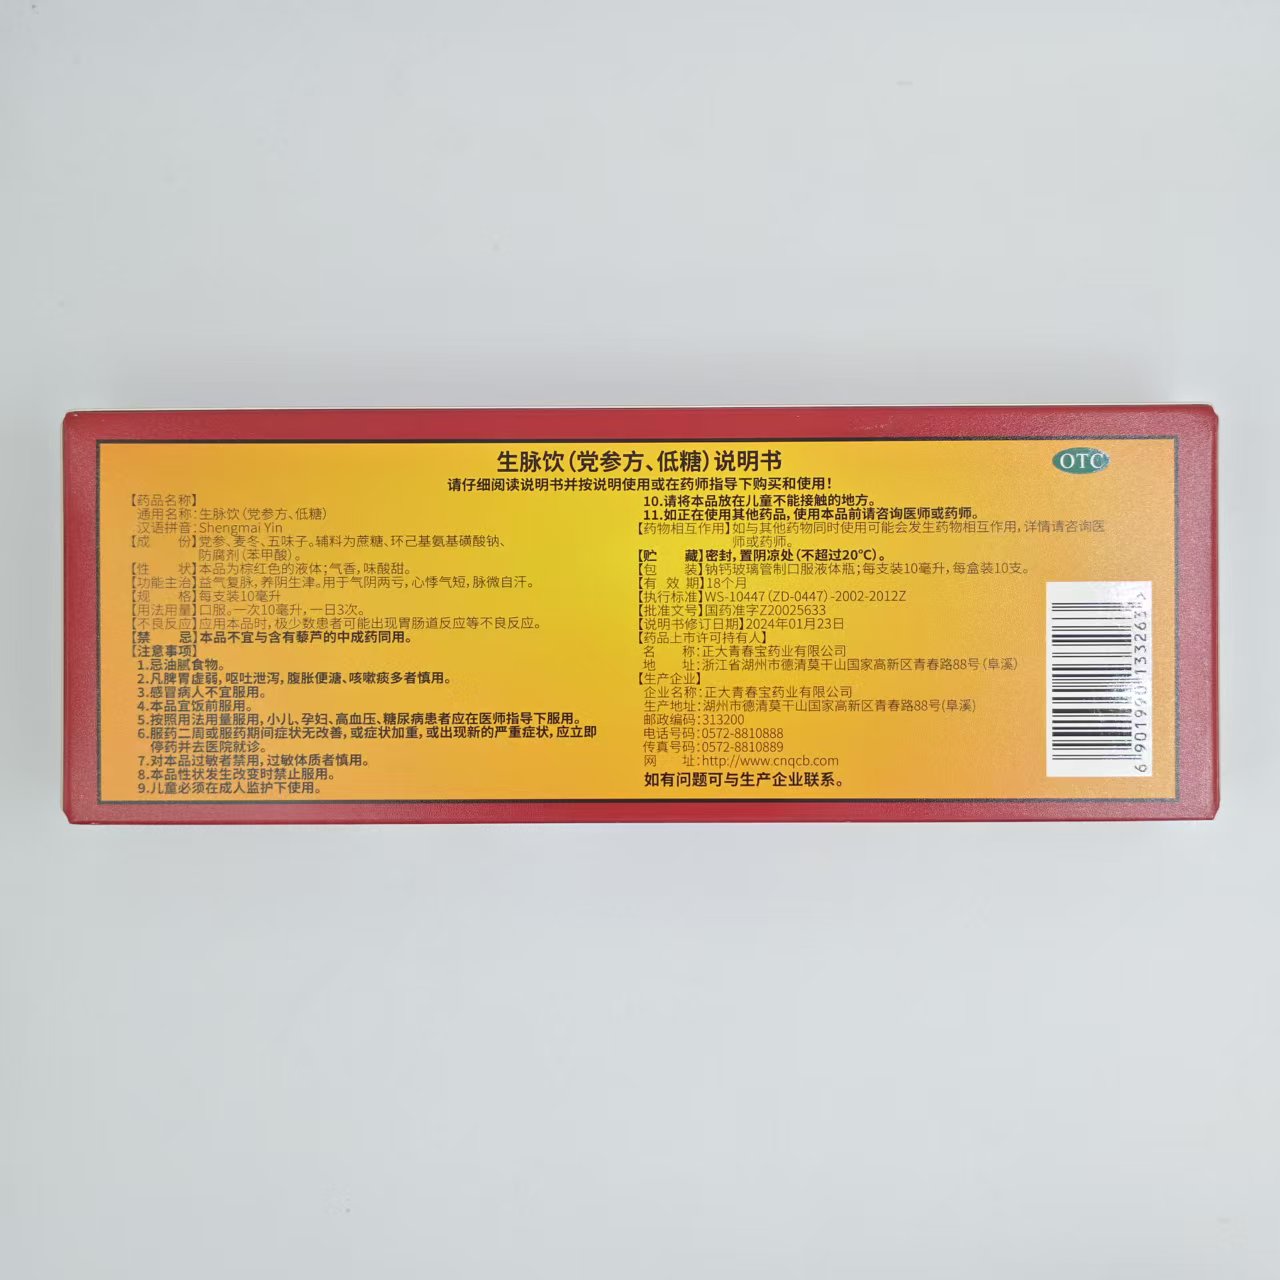 生脉饮(党参方、低糖)说明书
OTC
请仔细阅读说明书并按说明使用或在药师指导下购买和使用!
【药品名称】
通用名称:生脉饮(党参方、低糖)
汉语拼音:Shengmai Yin
【成 份】党参、麦冬、五味子。辅料为蔗糖、环己基氨基磺酸钠、
防腐剂(苯甲酸)。
【性 状】本品为棕红色的液体;气香,味酸甜。
【功能主治】益气复脉,养阴生津。用于气阴两亏,心悸气短,脉微自汗。
【规 格】每支装10毫升
【用法用量】口服。一次10毫升,一日3次。
【不良反应】应用本品时,极少数患者可能出现胃肠道反应等不良反应。
【禁 忌】本品不宜与含有藜芦的中成药同用。
【注意事项】
1.忌油腻食物。
2.凡脾胃虚弱,呕吐泄泻,腹胀便溏、咳嗽痰多者慎用。
3.感冒病人不宜服用。
4.本品宜饭前服用。
5.按照用法用量服用,小儿、孕妇、高血压、糖尿病患者应在医师指导下服用。
6.服药二周或服药期间症状无改善,或症状加重,或出现新的严重症状,应立即
停药并去医院就诊。
7.对本品过敏者禁用,过敏体质者慎用。
8.本品性状发生改变时禁止服用。
9.儿童必须在成人监护下使用。
10.请将本品放在儿童不能接触的地方。
11.如正在使用其他药品,使用本品前请咨询医师或药师。
【药物相互作用】如与其他药物同时使用可能会发生药物相互作用,详情请咨询医
师或药师。
【贮 藏】密封,置阴凉处(不超过20℃)。
【包 装】钠钙玻璃管制口服液体瓶;每支装10毫升,每盒装10支。
【有 效 期】18个月
【执行标准】WS-10447(ZD-0447)-2002-2012Z
【批准文号】国药准字Z20025633
【说明书修订日期】2024年01月23日
【药品上市许可持有人】
名 称:正大青春宝药业有限公司
地 址:浙江省湖州市德清莫干山国家高新区青春路88号(阜溪)
【生产企业】
企业名称:正大青春宝药业有限公司
生产地址:湖州市德清莫干山国家高新区青春路88号(阜溪)
邮政编码:313200
电话号码:0572-8810888
传真号码:0572-8810889
网 址:http://www.cnqcb.com
如有问题可与生产企业联系。
6 901990 133263 >